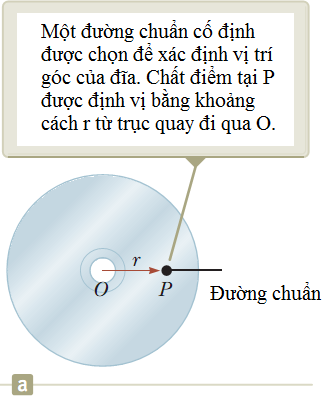 Một đường chuẩn cố định
được chọn để xác định vị trí
góc của đĩa. Chất điểm tại P
được định vị bằng khoảng
cách r từ trục quay đi qua O.
r
O
P
Đường chuẩn
a